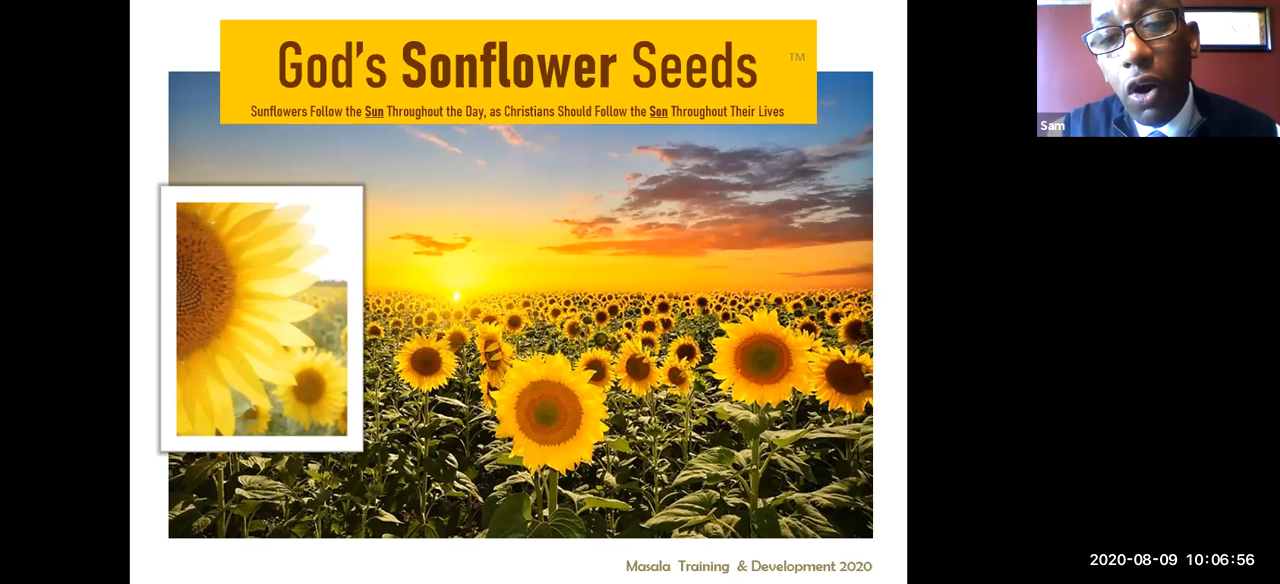 God's Sonflower Seeds ™
Sunflowers Follow the Sun Throughout the Day, as Christians Should Follow the Son Throughout Their Lives
Sam
Masala Training & Development 2020
2020-08-09 10:06:56